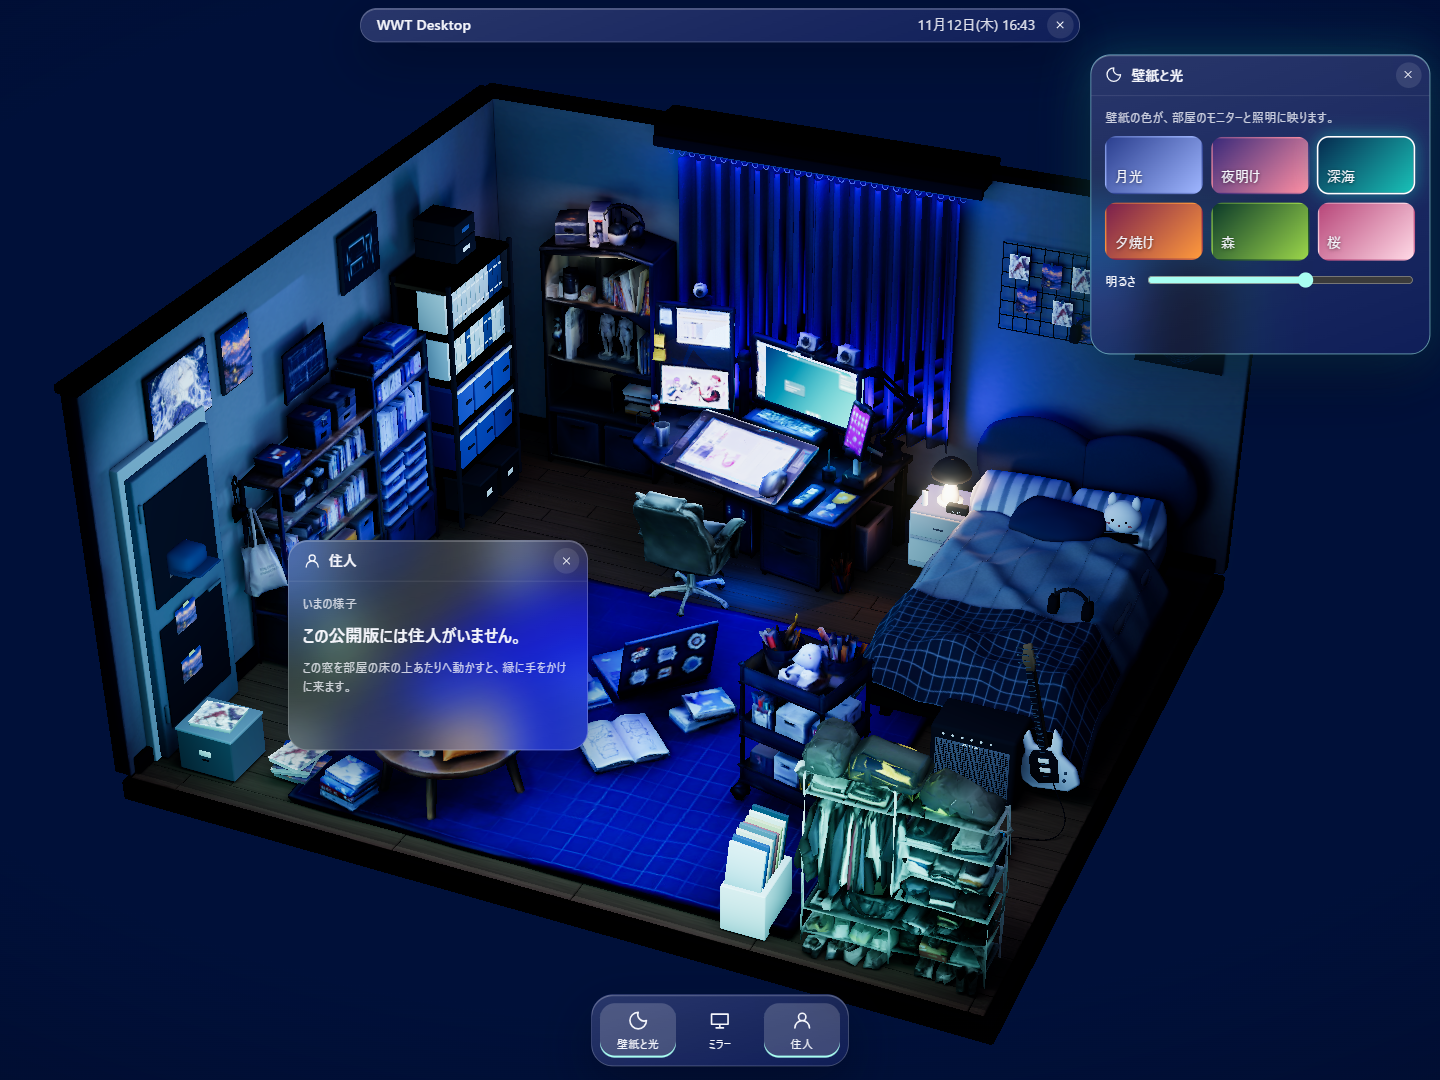 WWT Desktop
11月12日(木) 16:43
壁紙と光
壁紙の色が、部屋のモニターと照明に映ります。
月光
夜明け
深海
夕焼け
森
桜
明るさ
住人
いまの様子
この公開版には住人がいません。
この窓を部屋の床の上あたりへ動かすと、縁に手をかけ
に来ます。
壁紙と光
ミラー
住人